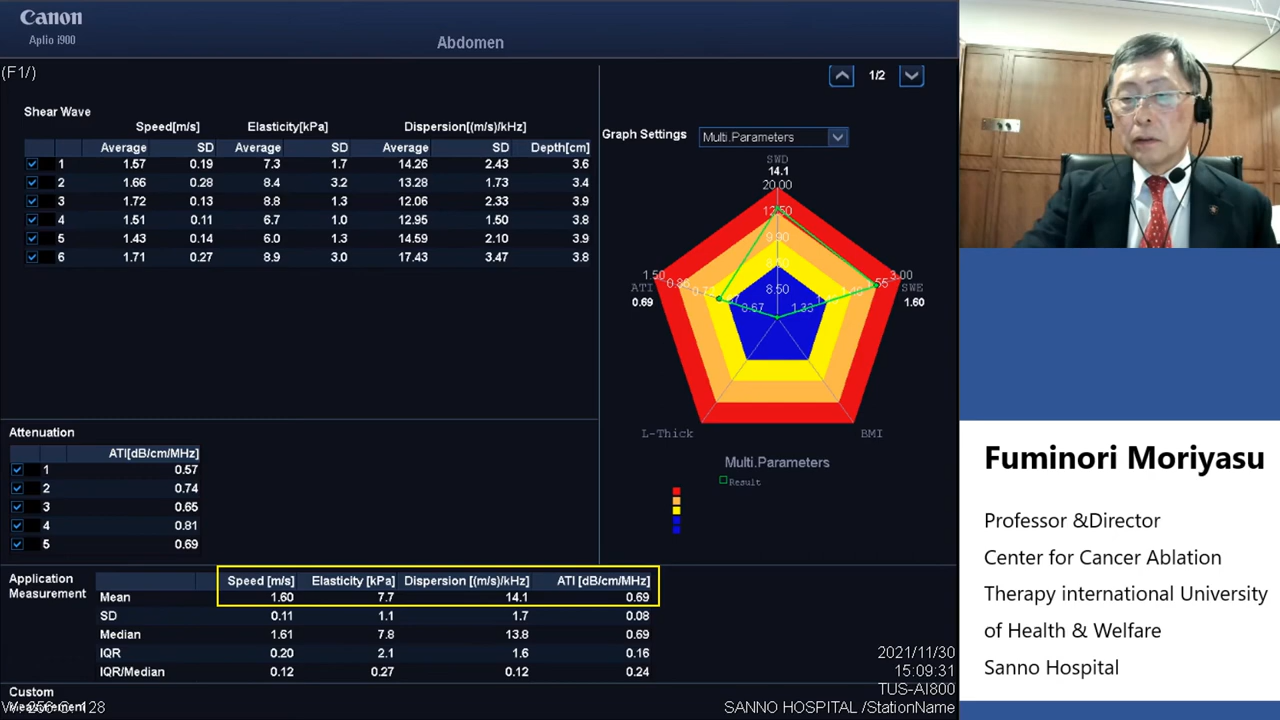 Canon
Aplio i900
Abdomen
(F1/)
1/2
Shear Wave
Speed[m/s] Elasticity[kPa] Dispersion[(m/s)/kHz]
Average SD Average SD Average SD Depth[cm]
1 1.57 0.19 7.3 1.7 14.26 2.43 3.6
2 1.66 0.28 8.4 3.2 13.28 1.73 3.4
3 1.72 0.13 8.8 1.3 12.06 2.33 3.9
4 1.51 0.11 6.7 1.0 12.95 1.50 3.8
5 1.43 0.14 6.0 1.3 14.59 2.10 3.9
6 1.71 0.27 8.9 3.0 17.43 3.47 3.8
Graph Settings Multi.Parameters
SWD
14.1
20.00
12.50
9.90
8.50
1.50
ATI
0.69
0.86
0.67
1.33
3.00
SWE
1.60
L-Thick BMI
Multi.Parameters
Result
Attenuation
ATI[dB/cm/MHz]
1 0.57
2 0.74
3 0.65
4 0.81
5 0.69
Application
Measurement
Speed [m/s] Elasticity [kPa] Dispersion [(m/s)/kHz] ATI [dB/cm/MHz]
Mean 1.60 7.7 14.1 0.69
SD 0.11 1.1 1.7 0.08
Median 1.61 7.8 13.8 0.69
IQR 0.20 2.1 1.6 0.16
IQR/Median 0.12 0.27 0.12 0.24
Custom
128
2021/11/30
15:09:31
TUS-AI800
SANNO HOSPITAL /StationName
Fuminori Moriyasu
Professor &Director
Center for Cancer Ablation
Therapy international University
of Health & Welfare
Sanno Hospital